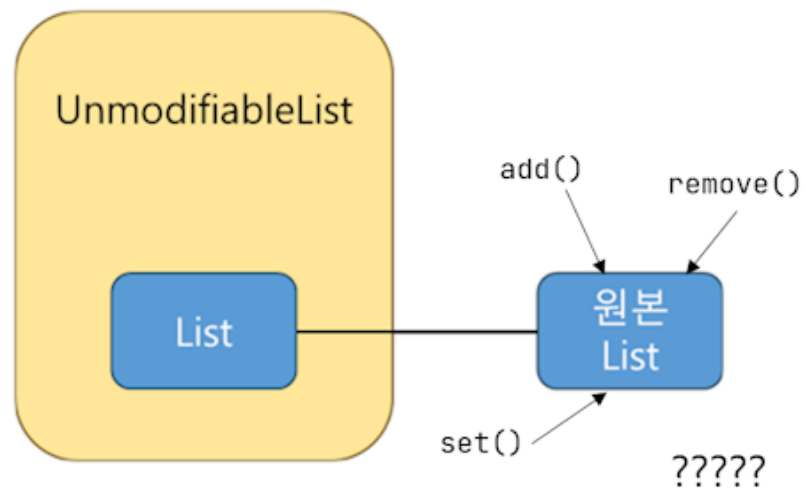 UnmodifiableList
add()
remove()
List
원본
List
set()
?????